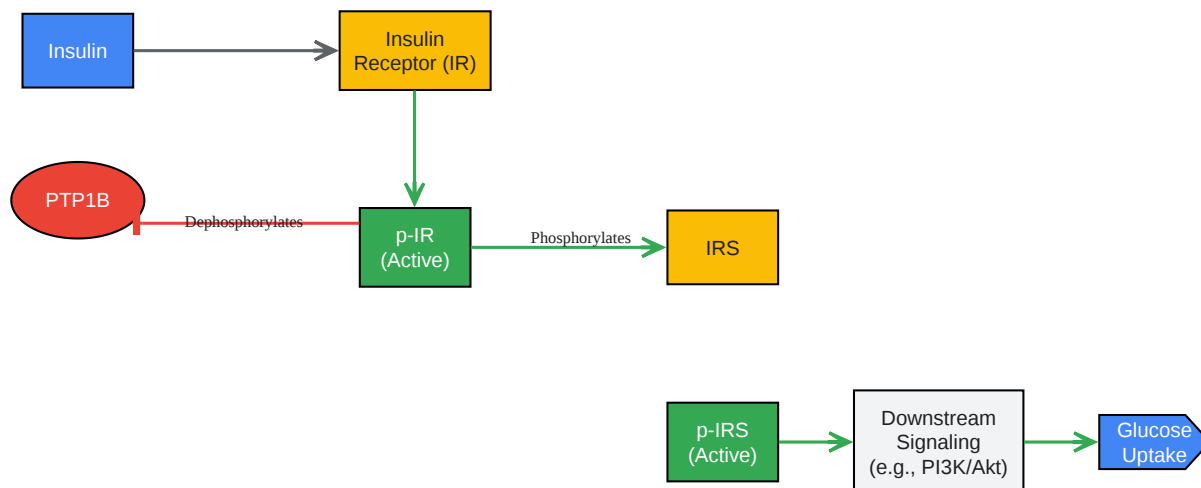 Insulin
Insulin
Receptor (IR)
PTP1B
Dephosphorylates
p-IR
(Active)
Phosphorylates
IRS
p-IRS
(Active)
Downstream
Signaling
(e.g., PI3K/Akt)
Glucose
Uptake